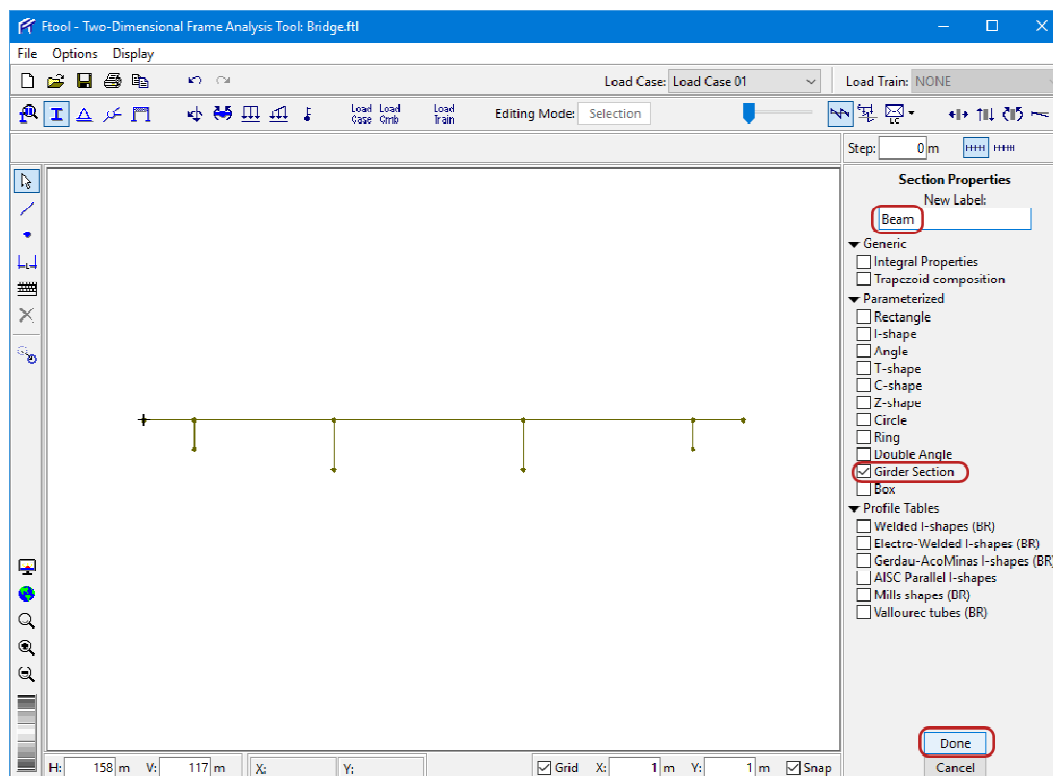 Ftool - Two-Dimensional Frame Analysis Tool: Bridge.ftl
File Options Display
Load Case: Load Case 01 Load Train: NONE
Load Case Load Cmb Load Train Editing Mode: Selection LC
Step: 0 m
Section Properties
New Label:
Beam
Generic
Integral Properties
Trapezoid composition
Parameterized
Rectangle
I-shape
Angle
T-shape
C-shape
Z-shape
Circle
Ring
Double Angle
Girder Section
Box
Profile Tables
Welded I-shapes (BR)
Electro-Welded I-shapes (BR)
Gerdau-AcoMinas I-shapes (BR)
AISC Parallel I-shapes
Mills shapes (BR)
Vallourec tubes (BR)
Done
Cancel
H: 158 m V: 117 m X: Y: Grid X: 1 m Y: 1 m Snap